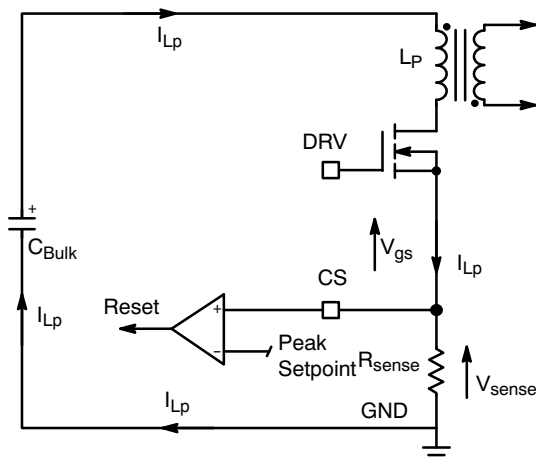 I_Lp
L_P
DRV
+
C_Bulk
V_gs
I_Lp
CS
I_Lp
Reset
+
−
Peak
Setpoint
R_sense
V_sense
I_Lp
GND